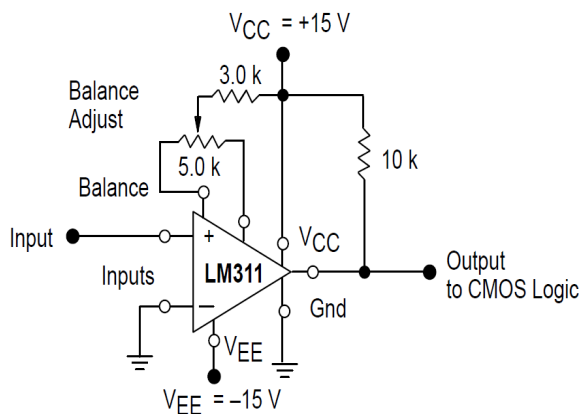 VCC = +15 V
3.0 k
Balance
Adjust
5.0 k
10 k
Balance
Input
+
VCC
LM311
Inputs
Output
to CMOS Logic
–
Gnd
VEE
VEE = –15 V